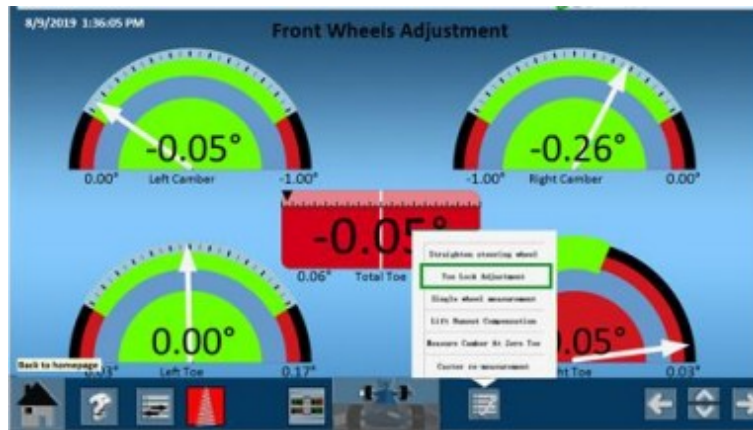 8/9/2019 1:36:05 PM
Front Wheels Adjustment
-0.05°
0.00°
Left Camber
-1.00°
-0.26°
-1.00°
Right Camber
0.00°
-0.05
0.06°
Total Toe
Straighten steering wheel
Toe Lock Adjustment
Single wheel measurement
Lift Runout Compensation
Measure Camber At Zero Toe
Caster re-measurement
0.00°
Left Toe
0.17°
.05°
ht Toe
0.03°
Back to homepage